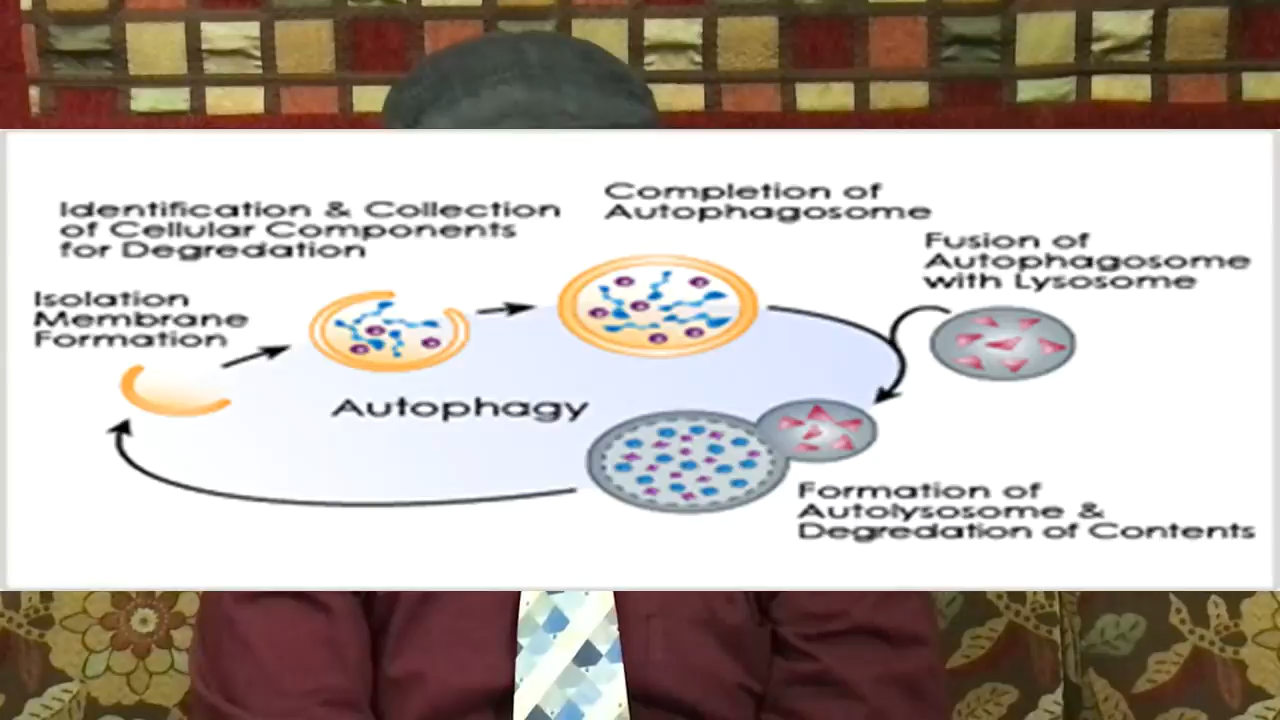 Identification & Collection
of Cellular Components
for Degredation
Completion of
Autophagosome
Fusion of
Autophagosome
with Lysosome
Isolation
Membrane
Formation
Autophagy
Formation of
Autolysosome &
Degredation of Contents